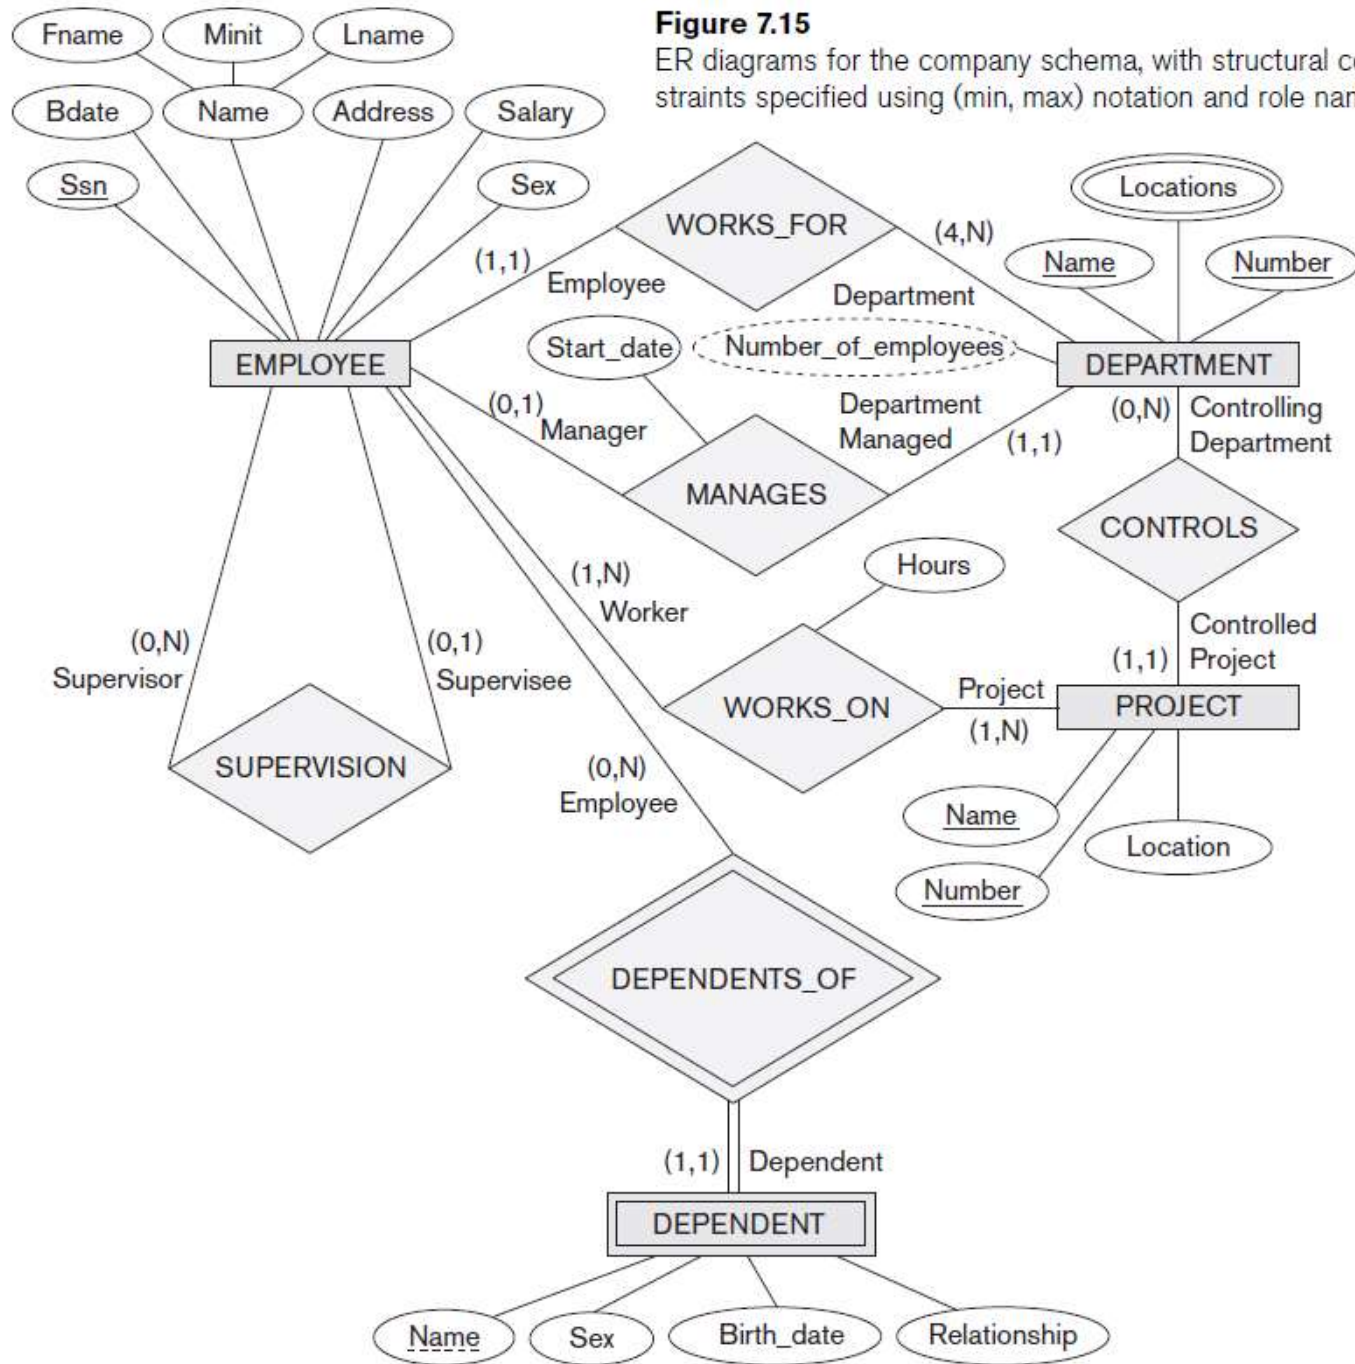 Figure 7.15
ER diagrams for the company schema, with structural co
straints specified using (min, max) notation and role nam
Fname
Minit
Lname
Bdate
Name
Address
Salary
Ssn
Sex
WORKS_FOR
Locations
(4,N)
Name
Number
(1,1)
Employee
Department
Start_date
Number_of_employees
EMPLOYEE
DEPARTMENT
(0,1)
Manager
Department
Managed
(1,1)
(0,N)
Controlling
Department
MANAGES
CONTROLS
Hours
(1,N)
Worker
(0,N)
Supervisor
(0,1)
Supervisee
Controlled
Project
(1,1)
Project
(1,N)
WORKS_ON
PROJECT
SUPERVISION
(0,N)
Employee
Name
Location
Number
DEPENDENTS_OF
(1,1)
Dependent
DEPENDENT
Name
Sex
Birth_date
Relationship